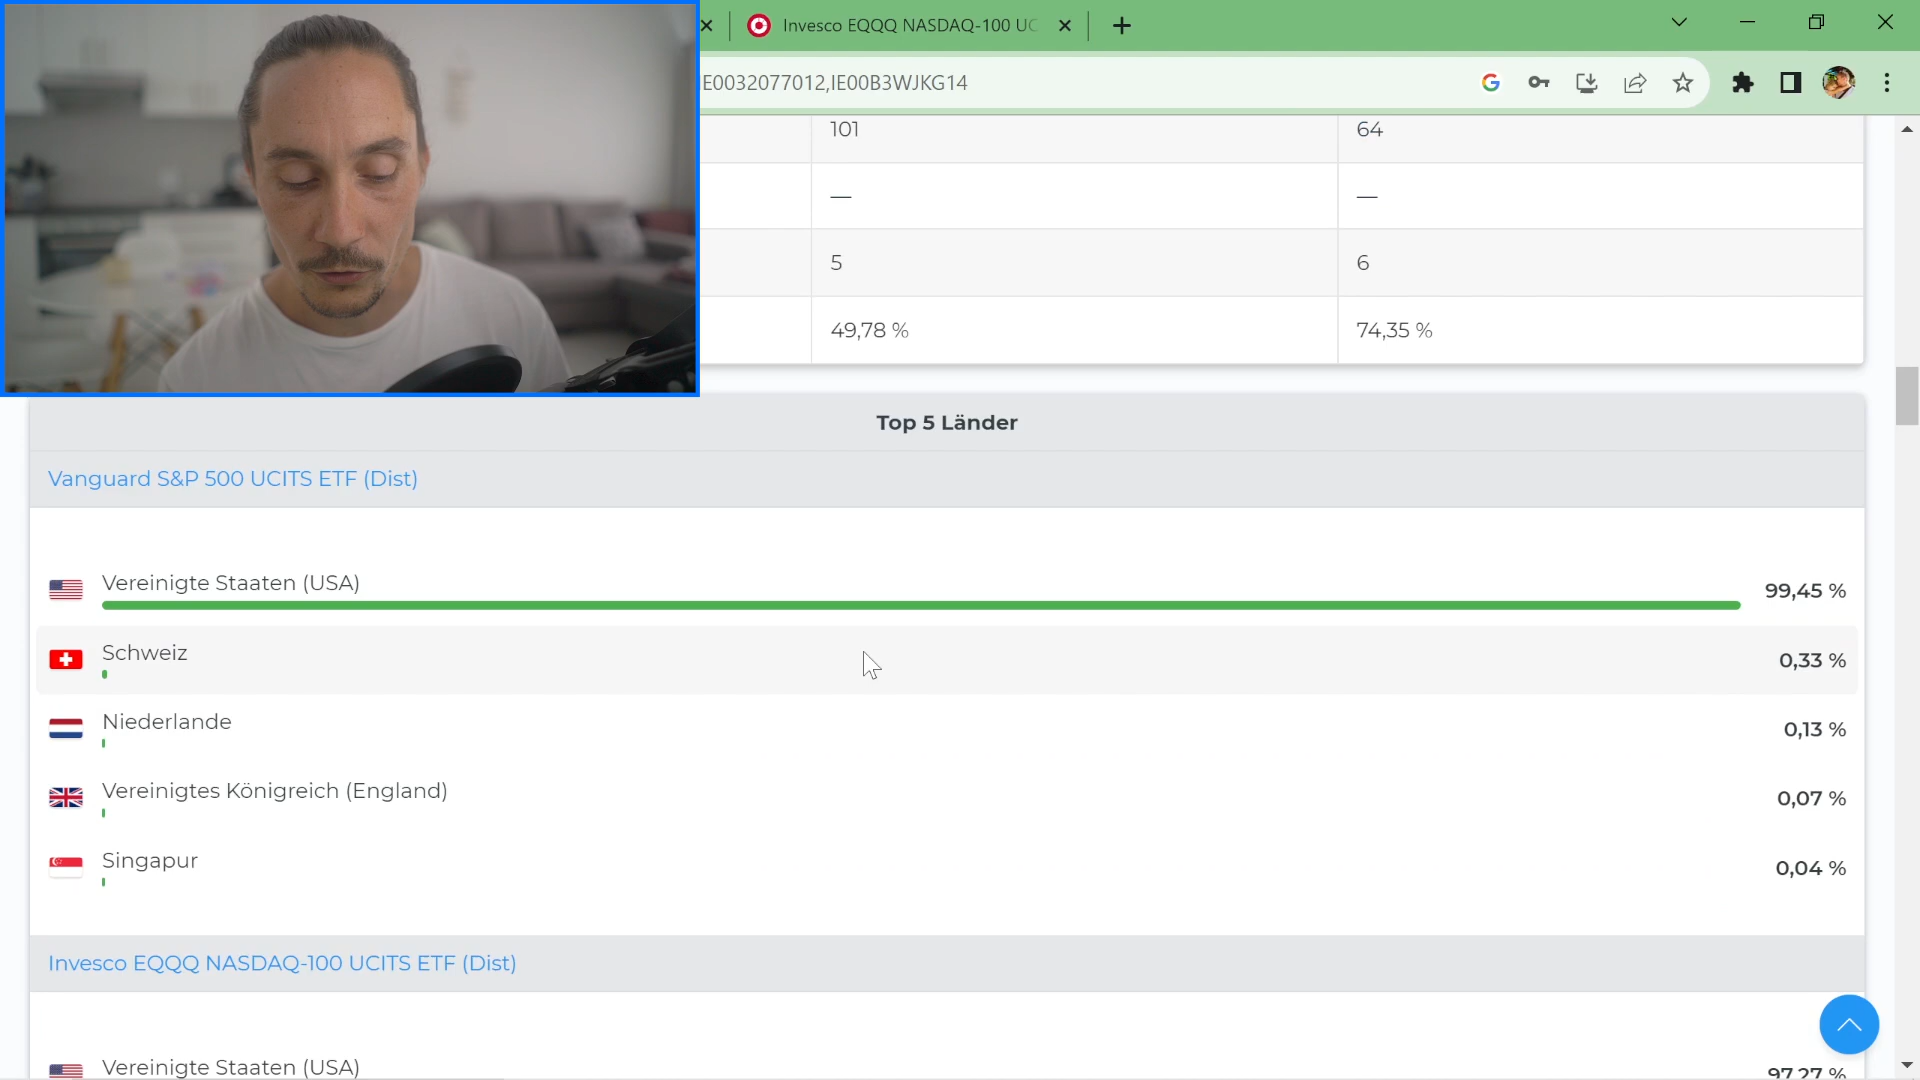 Invesco EQQQ NASDAQ-100 UC
E0032077012,IE00B3WJKG14
101
64
—
—
5
6
49,78 %
74,35 %
Top 5 Länder
Vanguard S&P 500 UCITS ETF (Dist)
Vereinigte Staaten (USA)
99,45 %
Schweiz
0,33 %
Niederlande
0,13 %
Vereinigtes Königreich (England)
0,07 %
Singapur
0,04 %
Invesco EQQQ NASDAQ-100 UCITS ETF (Dist)
Vereinigte Staaten (USA)
97,27 %